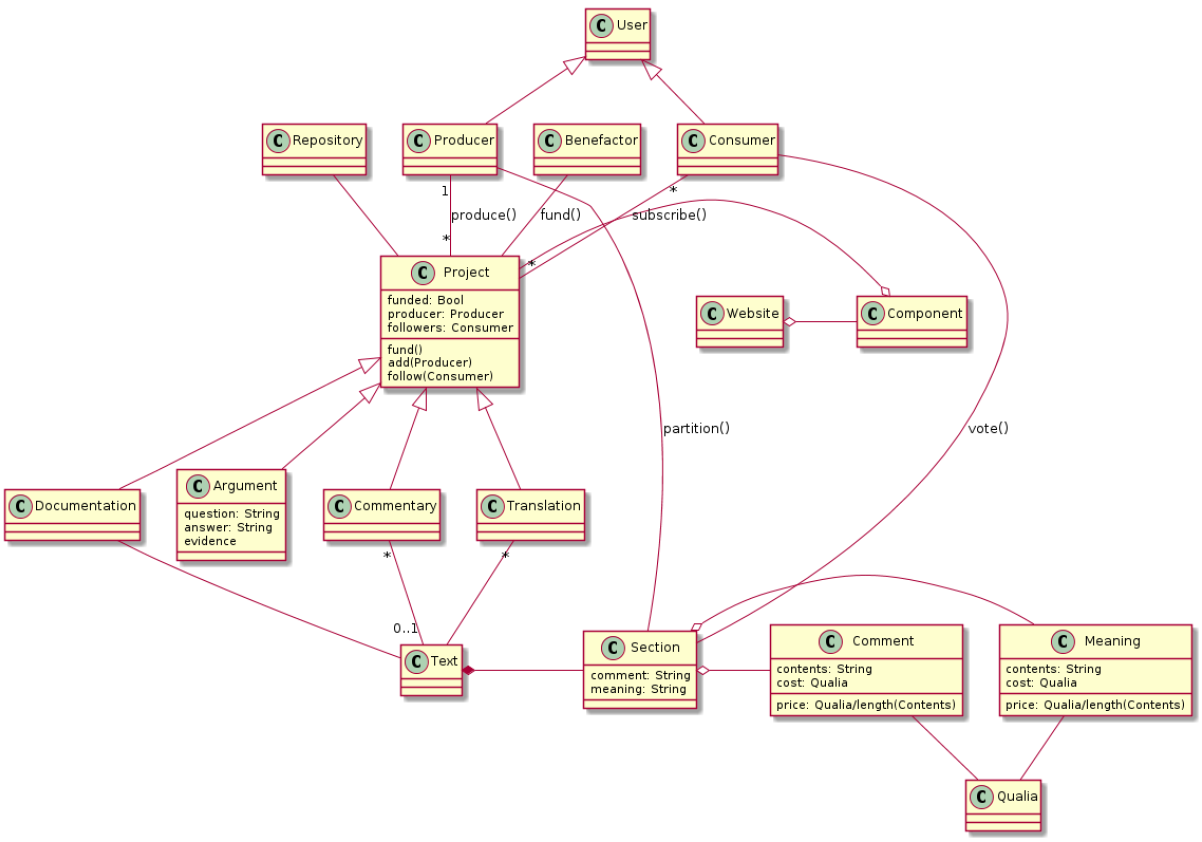 C User
C Repository
C Producer
C Benefactor
C Consumer
1
*
produce()
fund()
subscribe()
*
*
C Project
funded: Bool
producer: Producer
followers: Consumer
fund()
add(Producer)
follow(Consumer)
C Website
C Component
partition()
vote()
C Documentation
C Argument
question: String
answer: String
evidence
C Commentary
C Translation
*
*
0..1
C Text
C Section
comment: String
meaning: String
C Comment
contents: String
cost: Qualia
price: Qualia/length(Contents)
C Meaning
contents: String
cost: Qualia
price: Qualia/length(Contents)
C Qualia